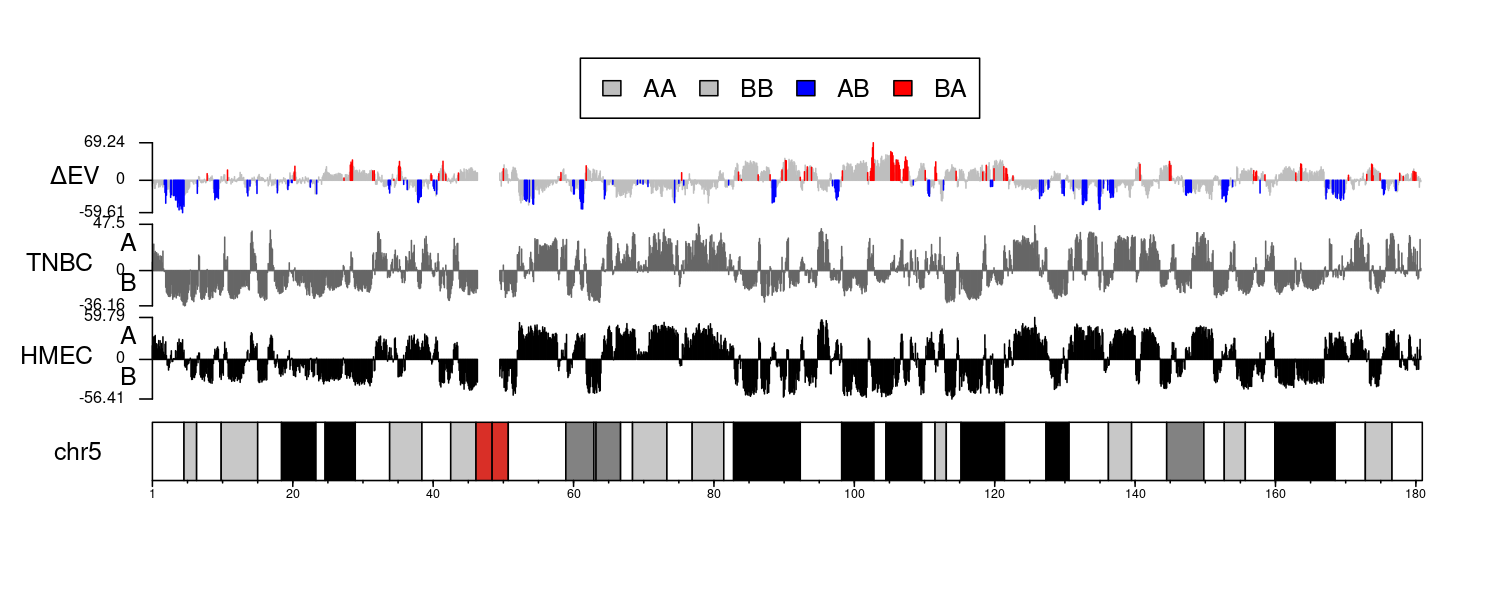 AA BB AB BA
69.24
ΔEV 0
-59.61
47.5
A
TNBC 0
B
-36.16
59.79
A
HMEC 0
B
-56.41
chr5
1 20 40 60 80 100 120 140 160 180